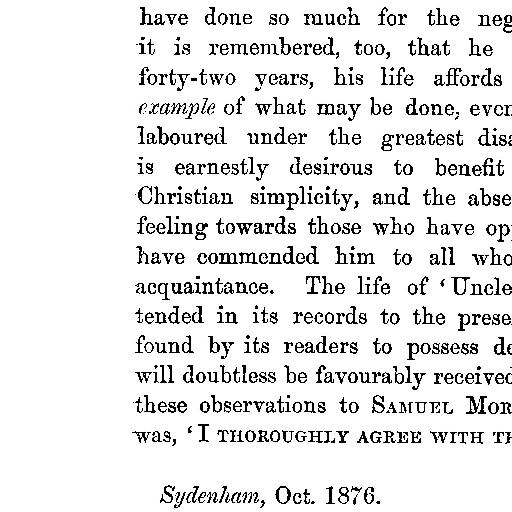 have done so much for the neg
it is remembered, too, that he
forty-two years, his life affords
example of what may be done, even
laboured under the greatest disa
is earnestly desirous to benefit
Christian simplicity, and the abse
feeling towards those who have opp
have commended him to all who
acquaintance. The life of ‘Uncle
tended in its records to the prese
found by its readers to possess de
will doubtless be favourably received
these observations to SAMUEL MOR
was, ‘I THOROUGHLY AGREE WITH TH
Sydenham, Oct. 1876.